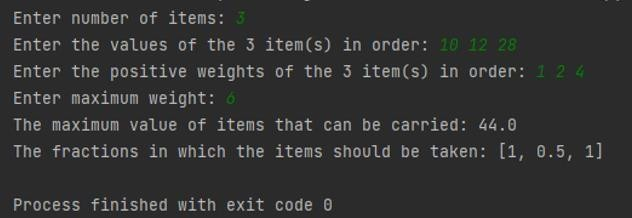 Enter number of items: 3
Enter the values of the 3 item(s) in order: 10 12 28
Enter the positive weights of the 3 item(s) in order: 1 2 4
Enter maximum weight: 6
The maximum value of items that can be carried: 44.0
The fractions in which the items should be taken: [1, 0.5, 1]
Process finished with exit code 0